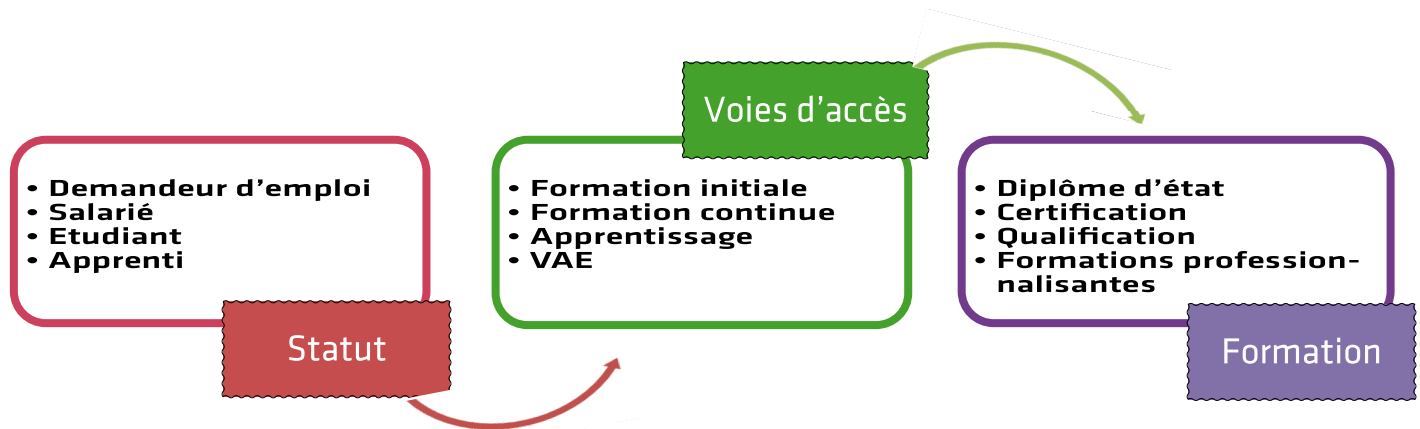 • Demandeur d'emploi
• Salarié
• Etudiant
• Apprenti
Statut
Voies d'accès
• Formation initiale
• Formation continue
• Apprentissage
• VAE
• Diplôme d'état
• Certification
• Qualification
• Formations profession-
nalisantes
Formation